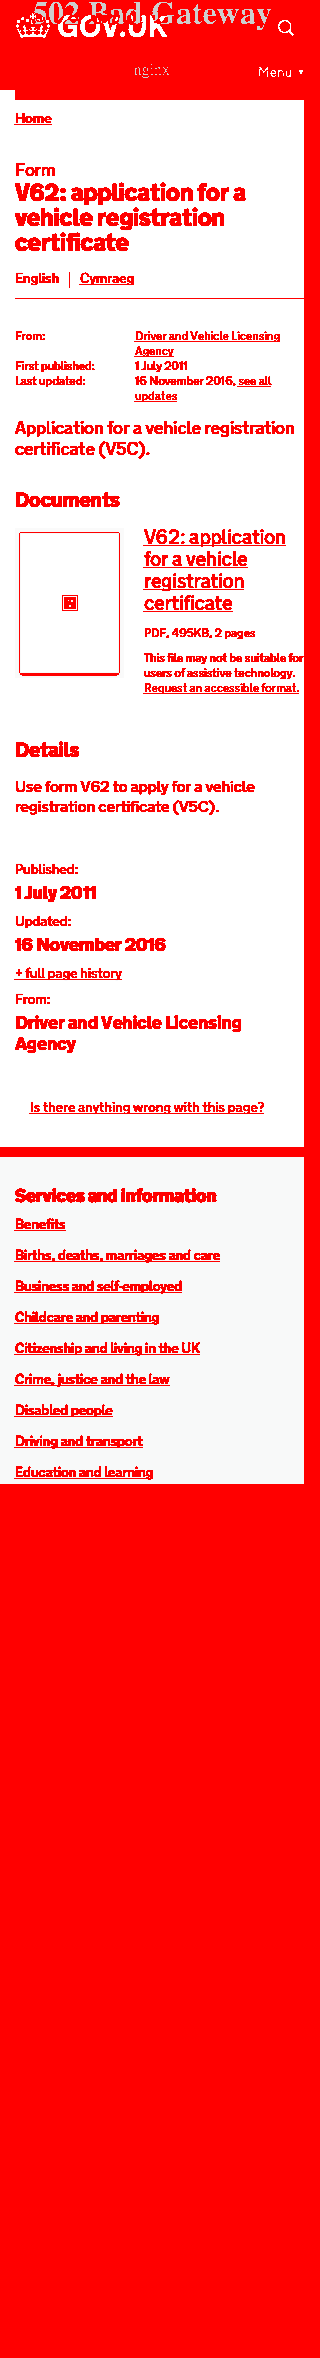 502 Bad Gateway
GOV.UK
nginx
Menu
Home
Form
V62: application for a
vehicle registration
certificate
English
Cymraeg
From:
Driver and Vehicle Licensing
Agency
First published:
1 July 2011
Last updated:
16 November 2016, see all
updates
Application for a vehicle registration
certificate (V5C).
Documents
V62: application
for a vehicle
registration
certificate
PDF, 495KB, 2 pages
This file may not be suitable for
users of assistive technology.
Request an accessible format.
Details
Use form V62 to apply for a vehicle
registration certificate (V5C).
Published:
1 July 2011
Updated:
16 November 2016
+ full page history
From:
Driver and Vehicle Licensing
Agency
Is there anything wrong with this page?
Services and information
Benefits
Births, deaths, marriages and care
Business and self-employed
Childcare and parenting
Citizenship and living in the UK
Crime, justice and the law
Disabled people
Driving and transport
Education and learning